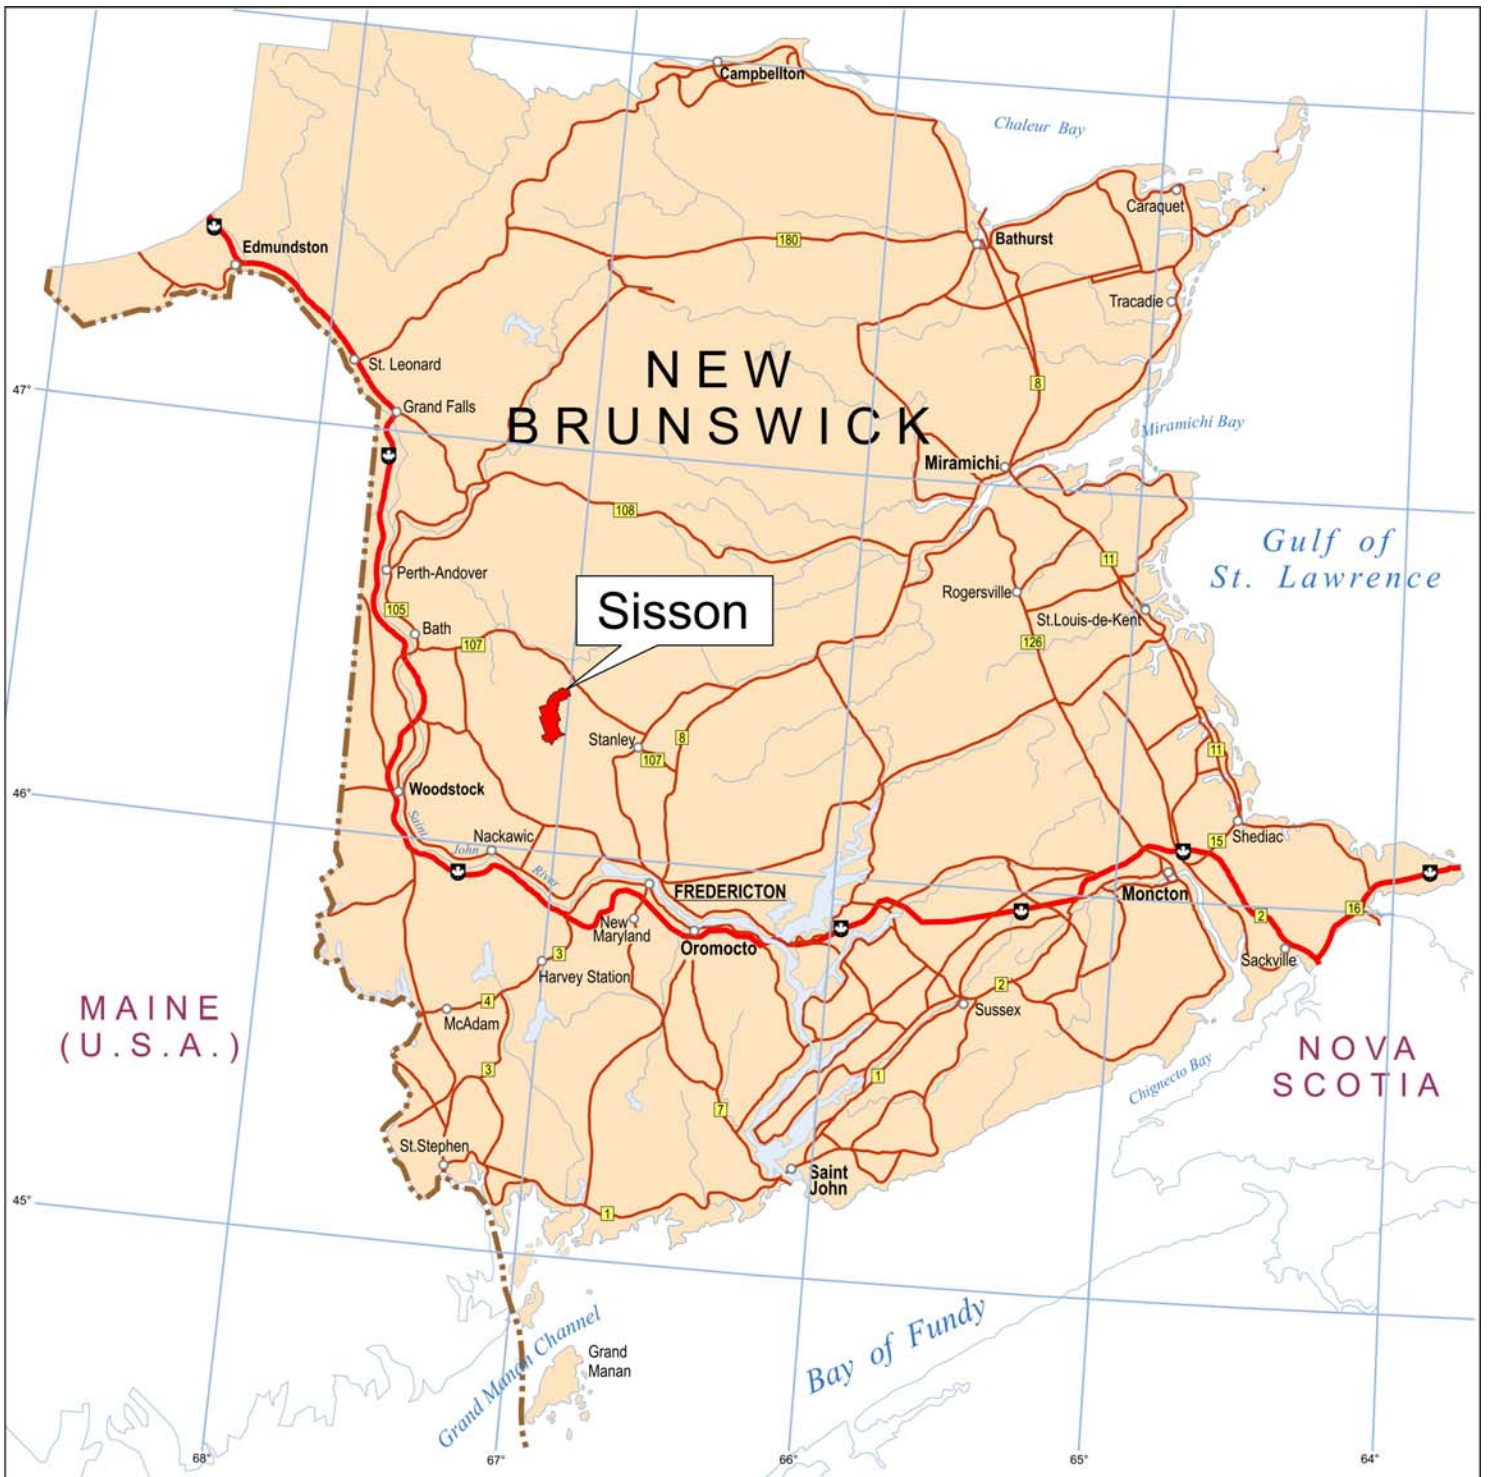 Campbellton
Chaleur Bay
Caraquet
180
Bathurst
Edmundston
Tracadie
St. Leonard
NEW
BRUNSWICK
8
47°
Grand Falls
Miramichi Bay
Miramichi
108
Gulf of
St. Lawrence
11
Perth-Andover
Rogersville
105
Sisson
St.Louis-de-Kent
Bath
107
126
Stanley
8
107
11
46°
Woodstock
Saint
John
River
Nackawic
15
Shediac
FREDERICTON
Moncton
16
2
New
Maryland
Oromocto
3
Sackville
Harvey Station
2
4
MAINE
(U.S.A.)
McAdam
Sussex
NOVA
SCOTIA
3
1
Chignecto Bay
7
St.Stephen
Saint
John
45°
1
Grand Manan Channel
Grand
Manan
Bay of Fundy
68°
67°
66°
65°
64°